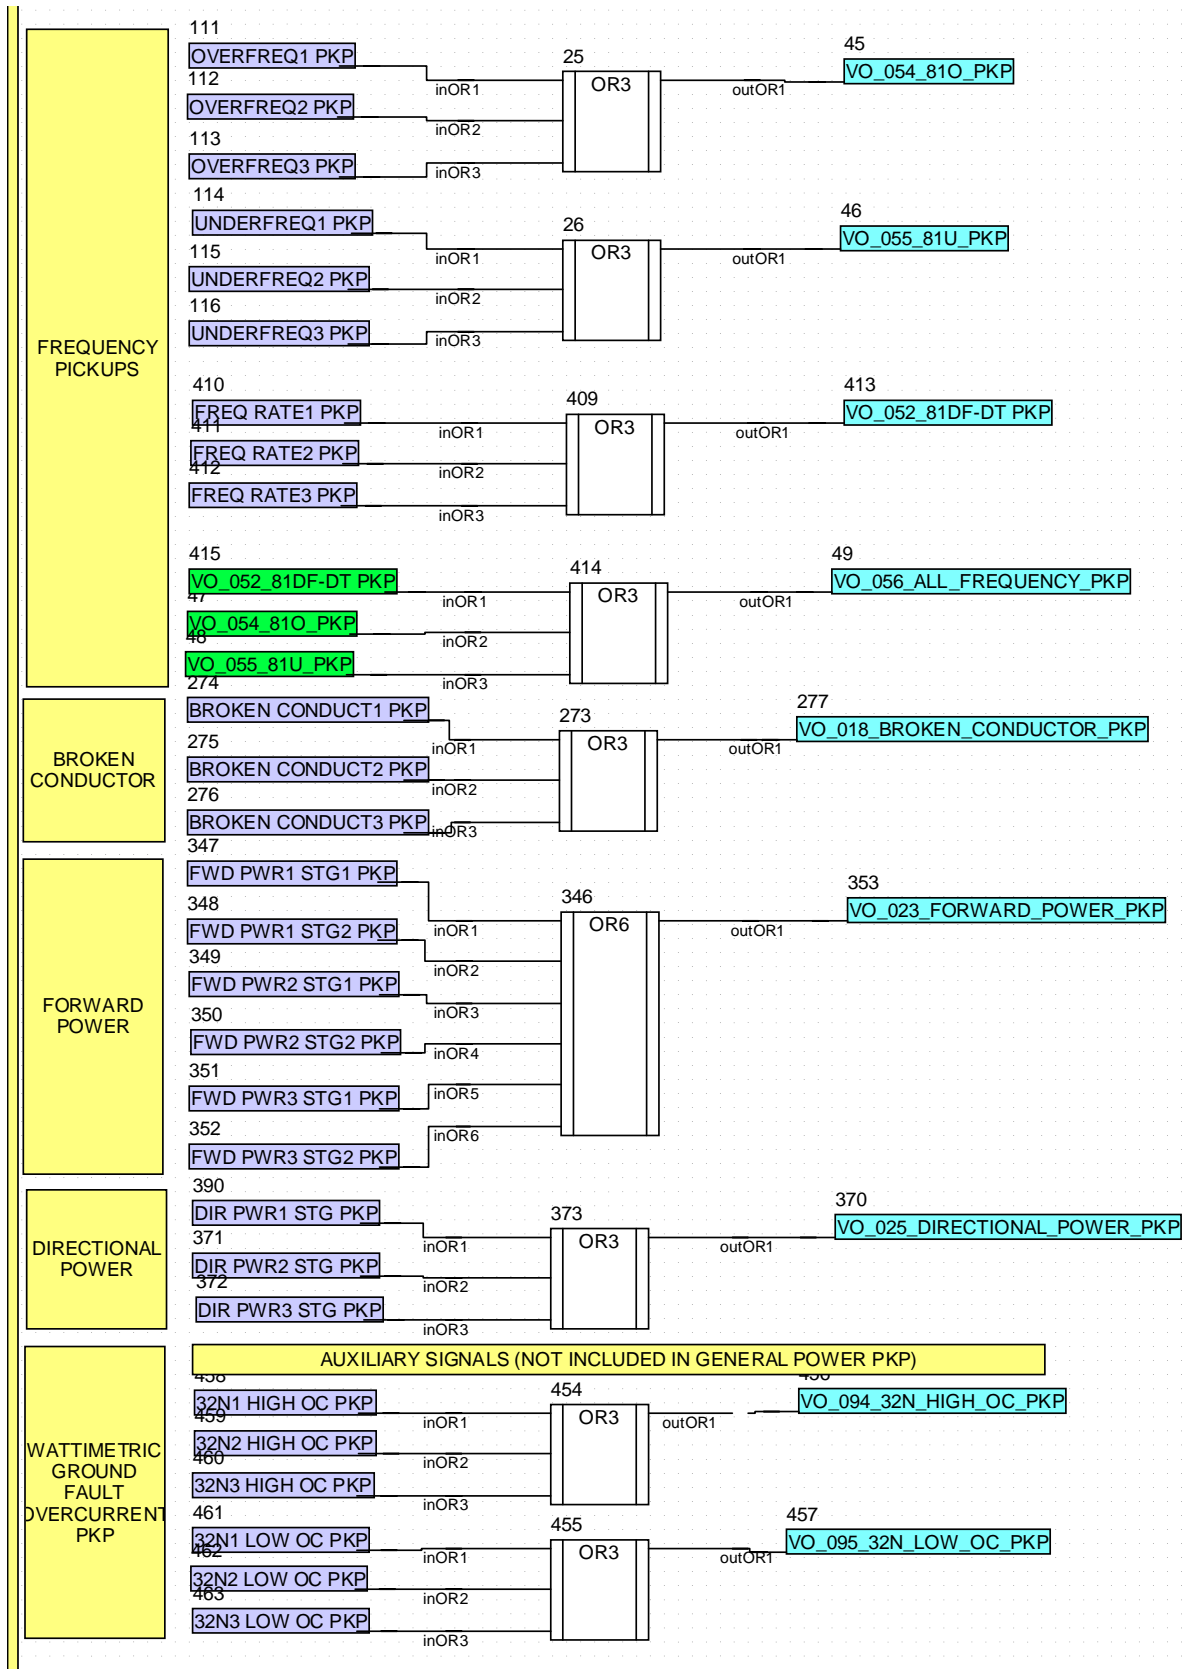 FREQUENCY
PICKUPS
111
OVERFREQ1 PKP
inOR1
112
OVERFREQ2 PKP
inOR2
113
OVERFREQ3 PKP
inOR3
25
OR3
outOR1
45
VO_054_81O_PKP
114
UNDERFREQ1 PKP
inOR1
115
UNDERFREQ2 PKP
inOR2
116
UNDERFREQ3 PKP
inOR3
26
OR3
outOR1
46
VO_055_81U_PKP
410
FREQ RATE1 PKP
inOR1
411
FREQ RATE2 PKP
inOR2
412
FREQ RATE3 PKP
inOR3
409
OR3
outOR1
413
VO_052_81DF-DT PKP
415
VO_052_81DF-DT PKP
inOR1
47
VO_054_81O_PKP
inOR2
48
VO_055_81U_PKP
inOR3
414
OR3
outOR1
49
VO_056_ALL_FREQUENCY_PKP
BROKEN
CONDUCTOR
274
BROKEN CONDUCT1 PKP
inOR1
275
BROKEN CONDUCT2 PKP
inOR2
276
BROKEN CONDUCT3 PKP
inOR3
273
OR3
outOR1
277
VO_018_BROKEN_CONDUCTOR_PKP
FORWARD
POWER
347
FWD PWR1 STG1 PKP
inOR1
348
FWD PWR1 STG2 PKP
inOR2
349
FWD PWR2 STG1 PKP
inOR3
350
FWD PWR2 STG2 PKP
inOR4
351
FWD PWR3 STG1 PKP
inOR5
352
FWD PWR3 STG2 PKP
inOR6
346
OR6
outOR1
353
VO_023_FORWARD_POWER_PKP
DIRECTIONAL
POWER
390
DIR PWR1 STG PKP
inOR1
371
DIR PWR2 STG PKP
inOR2
372
DIR PWR3 STG PKP
inOR3
373
OR3
outOR1
370
VO_025_DIRECTIONAL_POWER_PKP
WATTIMETRIC
GROUND
FAULT
OVERCURRENT
PKP
AUXILIARY SIGNALS (NOT INCLUDED IN GENERAL POWER PKP)
458
32N1 HIGH OC PKP
inOR1
459
32N2 HIGH OC PKP
inOR2
460
32N3 HIGH OC PKP
inOR3
454
OR3
outOR1
VO_094_32N_HIGH_OC_PKP
461
32N1 LOW OC PKP
inOR1
462
32N2 LOW OC PKP
inOR2
463
32N3 LOW OC PKP
inOR3
455
OR3
outOR1
457
VO_095_32N_LOW_OC_PKP